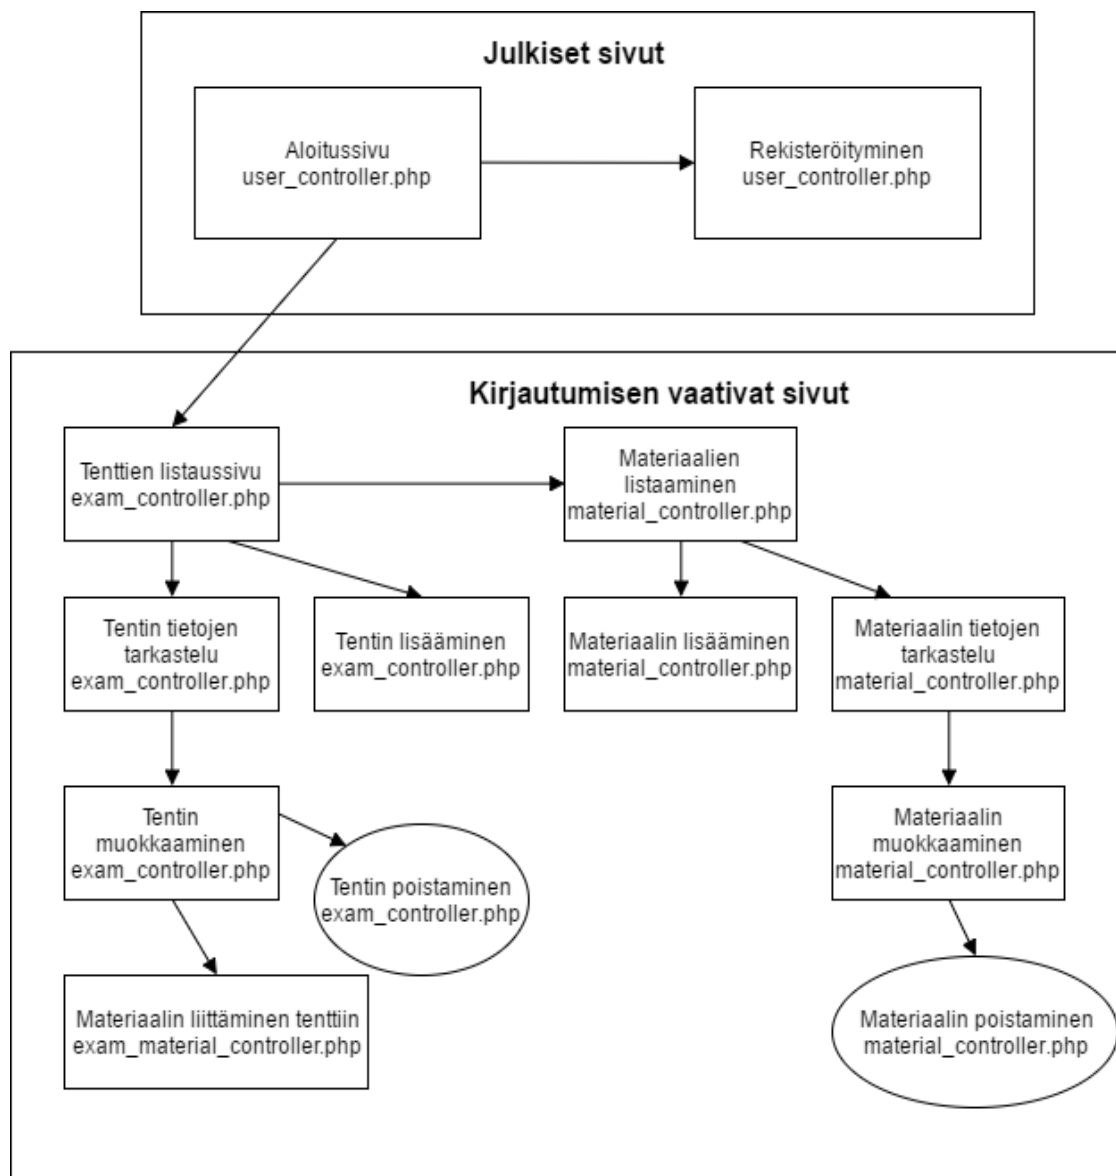 Julkiset sivut
Aloitussivu
user_controller.php
Rekisteröityminen
user_controller.php
Kirjautumisen vaativat sivut
Tenttien listaussivu
exam_controller.php
Materiaalien
listaaminen
material_controller.php
Tentin tietojen
tarkastelu
exam_controller.php
Tentin lisääminen
exam_controller.php
Materiaalin lisääminen
material_controller.php
Materiaalin tietojen
tarkastelu
material_controller.php
Tentin
muokkaaminen
exam_controller.php
Tentin poistaminen
exam_controller.php
Materiaalin
muokkaaminen
material_controller.php
Materiaalin liittäminen tenttiin
exam_material_controller.php
Materiaalin poistaminen
material_controller.php